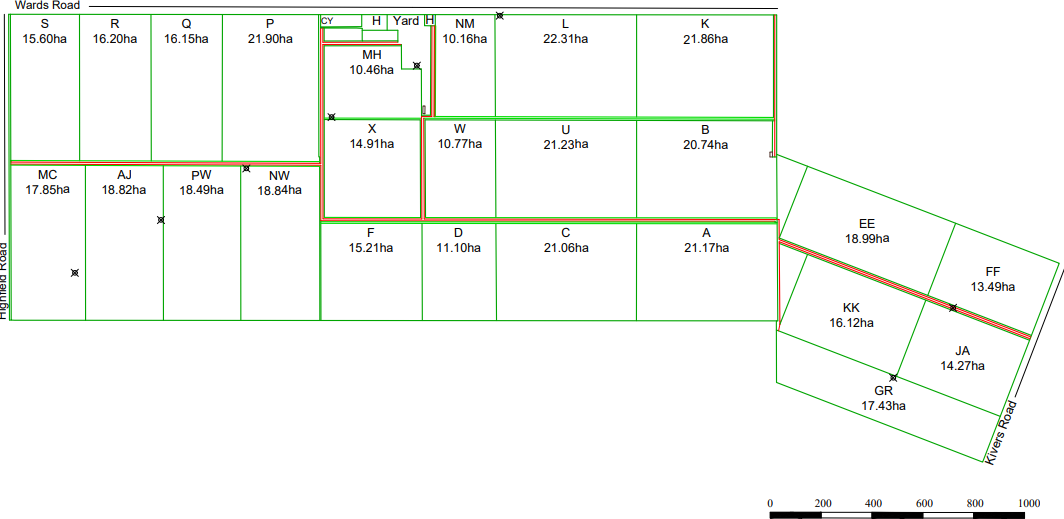 Wards Road
S
15.60ha
R
16.20ha
Q
16.15ha
P
21.90ha
CY
H
Yard
H
NM
10.16ha
L
22.31ha
K
21.86ha
MH
10.46ha
X
14.91ha
W
10.77ha
U
21.23ha
B
20.74ha
MC
17.85ha
AJ
18.82ha
PW
18.49ha
NW
18.84ha
F
15.21ha
D
11.10ha
C
21.06ha
A
21.17ha
EE
18.99ha
FF
13.49ha
KK
16.12ha
JA
14.27ha
GR
17.43ha
Highfield Road
Kivers Road
0 200 400 600 800 1000